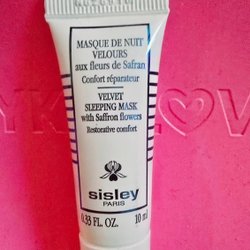 MASQUE DE NUIT
VELOURS
aux fleurs de Safran
Confort réparateur
VELVET
SLEEPING MASK
with Saffron flowers
Restorative comfort
sisley
PARIS
0.33 FL. OZ. 10 ml